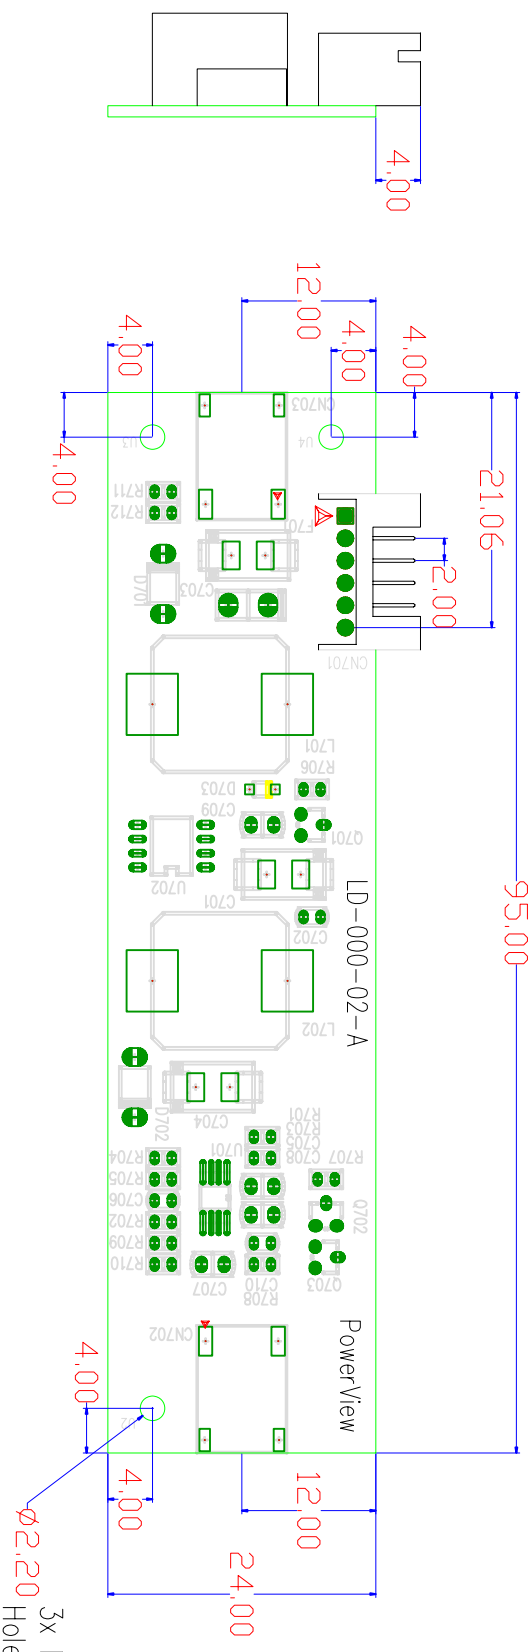 4.00
12.00
4.00
4.00
4.00
4.00
21.06
2.00
95.00
CN703
U3
U4
R711
R712
F701
D701
C703
CN701
L701
R706
D703
C709
Q701
U702
C701
C702
LD-000-02-A
L702
C704
D702
R701
R703
C705
C708
U701
R707
R704
R705
C706
R702
R709
R710
Q702
Q703
C707
C710
R708
CN702
PowerView
4.00
4.00
12.00
24.00
Ø2.20
3x
Hole